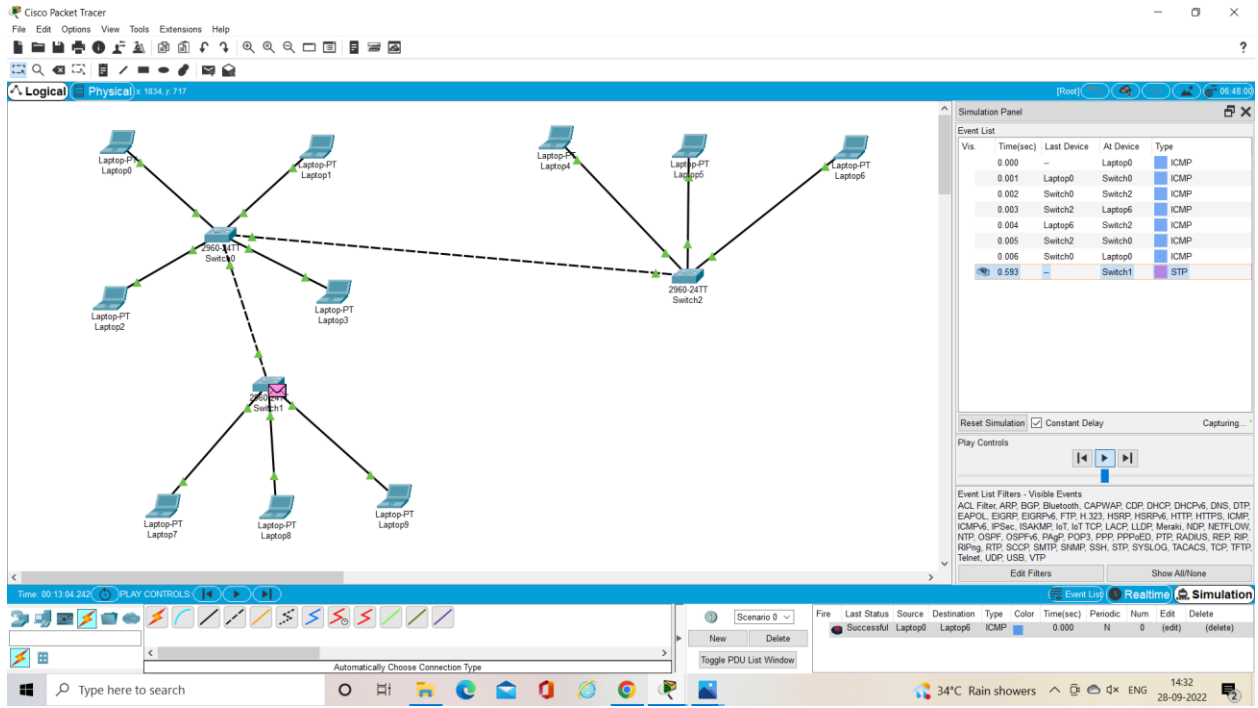 Cisco Packet Tracer
File Edit Options View Tools Extensions Help
?
Logical Physical x: 1834, y: 717 [Root] 06:48:00
Laptop-PT
Laptop0
Laptop-PT
Laptop1
Laptop-PT
Laptop4
Laptop-PT
Laptop5
Laptop-PT
Laptop6
2960-24TT
Switch0
2960-24TT
Switch2
Laptop-PT
Laptop2
Laptop-PT
Laptop3
2960-24TT
Switch1
Laptop-PT
Laptop7
Laptop-PT
Laptop8
Laptop-PT
Laptop9
Simulation Panel
Event List
Vis. Time(sec) Last Device At Device Type
0.000 -- Laptop0 ICMP
0.001 Laptop0 Switch0 ICMP
0.002 Switch0 Switch2 ICMP
0.003 Switch2 Laptop6 ICMP
0.004 Laptop6 Switch2 ICMP
0.005 Switch2 Switch0 ICMP
0.006 Switch0 Laptop0 ICMP
0.593 -- Switch1 STP
Reset Simulation Constant Delay Capturing...
Play Controls
Event List Filters - Visible Events
ACL Filter, ARP, BGP, Bluetooth, CAPWAP, CDP, DHCP, DHCPv6, DNS, DTP,
EAPOL, EIGRP, EIGRPv6, FTP, H.323, HSRP, HSRPv6, HTTP, HTTPS, ICMP,
ICMPv6, IPSec, ISAKMP, IoT, IoT TCP, LACP, LLDP, Meraki, NDP, NETFLOW,
NTP, OSPF, OSPFv6, PAgP, POP3, PPP, PPPoED, PTP, RADIUS, REP, RIP,
RIPng, RTP, SCCP, SMTP, SNMP, SSH, STP, SYSLOG, TACACS, TCP, TFTP,
Telnet, UDP, USB, VTP
Edit Filters Show All/None
Time: 00:13:04.242 PLAY CONTROLS: Event List Realtime Simulation
Automatically Choose Connection Type
Scenario 0
New Delete
Toggle PDU List Window
Fire Last Status Source Destination Type Color Time(sec) Periodic Num Edit Delete
Successful Laptop0 Laptop6 ICMP 0.000 N 0 (edit) (delete)
Type here to search
34°C Rain showers ENG
14:32
28-09-2022
2